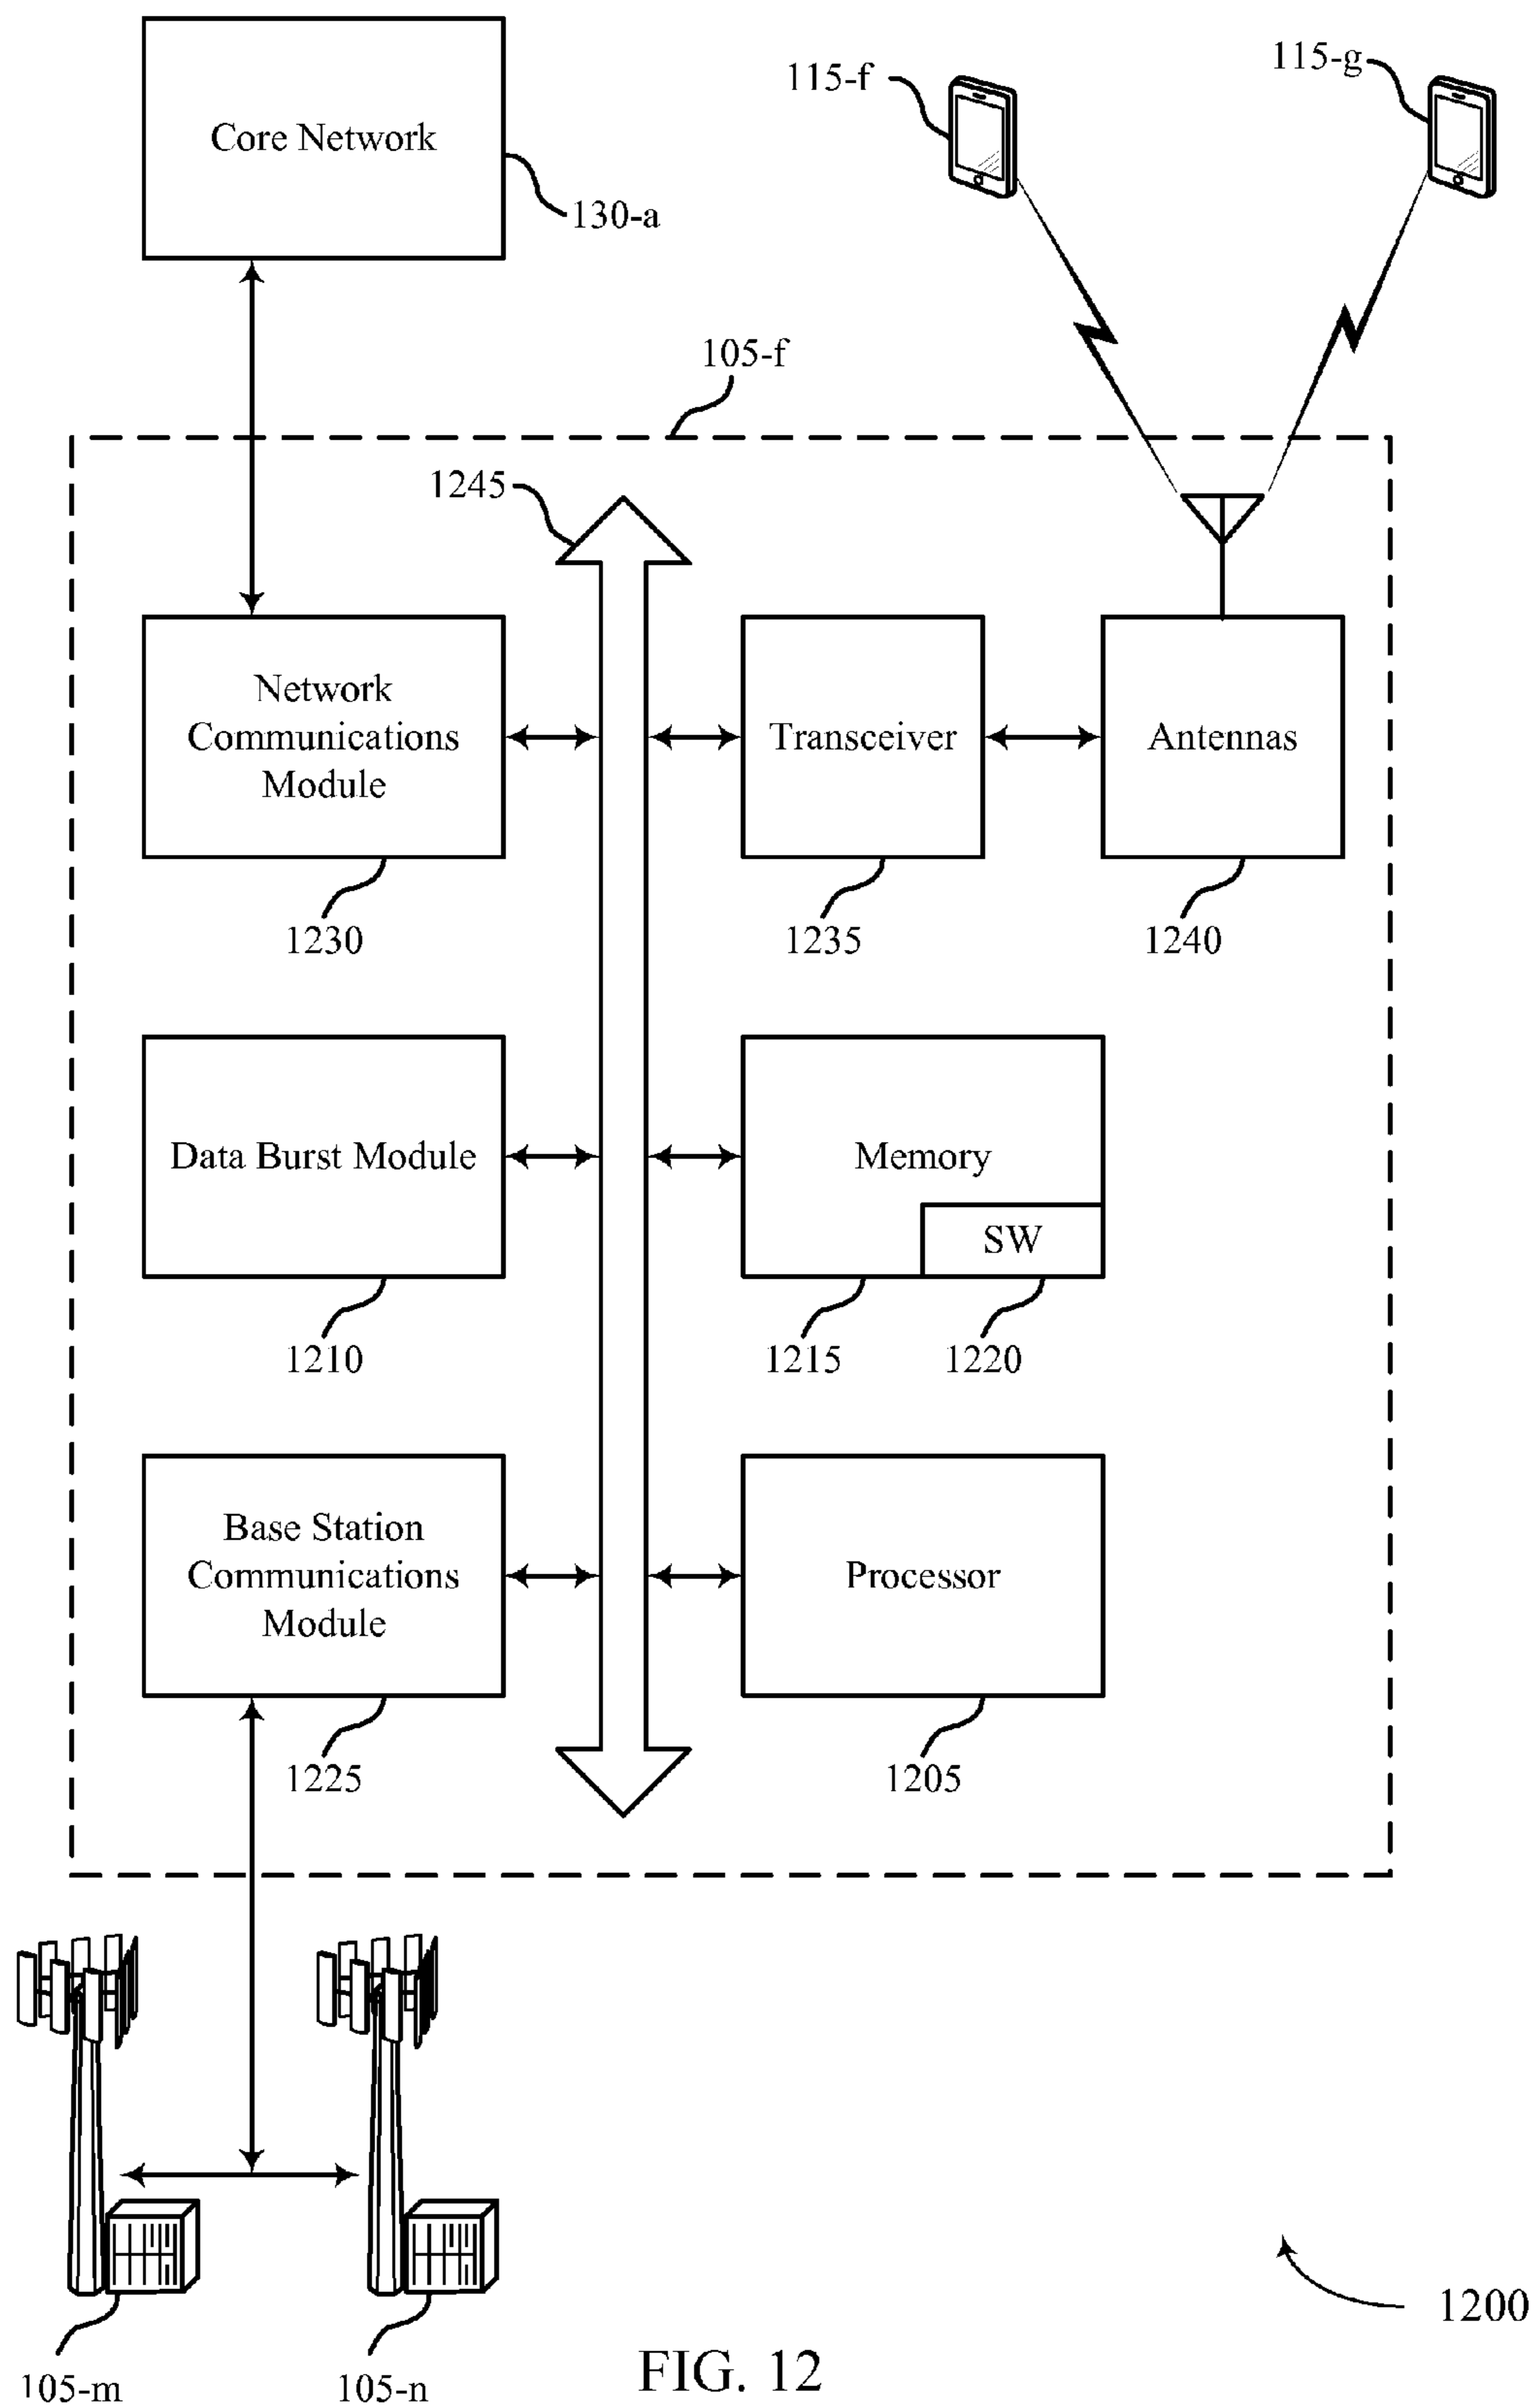 Core Network
130-a
115-f
115-g
105-f
1245
Network
Communications
Module
1230
Transceiver
1235
Antennas
1240
Data Burst Module
1210
Memory
SW
1215
1220
Base Station
Communications
Module
1225
Processor
1205
105-m
105-n
1200
FIG. 12